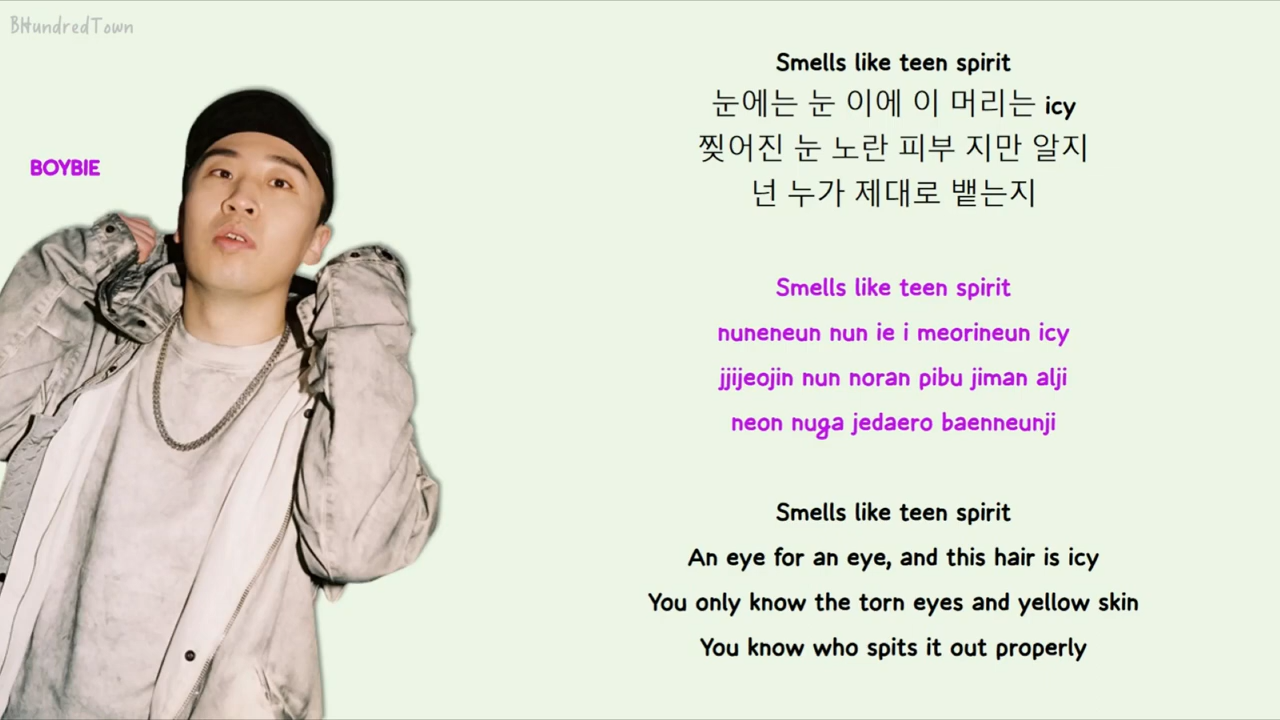 BHundredTown
BOYBIE
Smells like teen spirit
눈에는 눈 이에 이 머리는 icy
찢어진 눈 노란 피부 지만 알지
넌 누가 제대로 뱉는지
Smells like teen spirit
nuneneun nun ie i meorineun icy
jjijeojin nun noran pibu jiman alji
neon nuga jedaero baenneunji
Smells like teen spirit
An eye for an eye, and this hair is icy
You only know the torn eyes and yellow skin
You know who spits it out properly